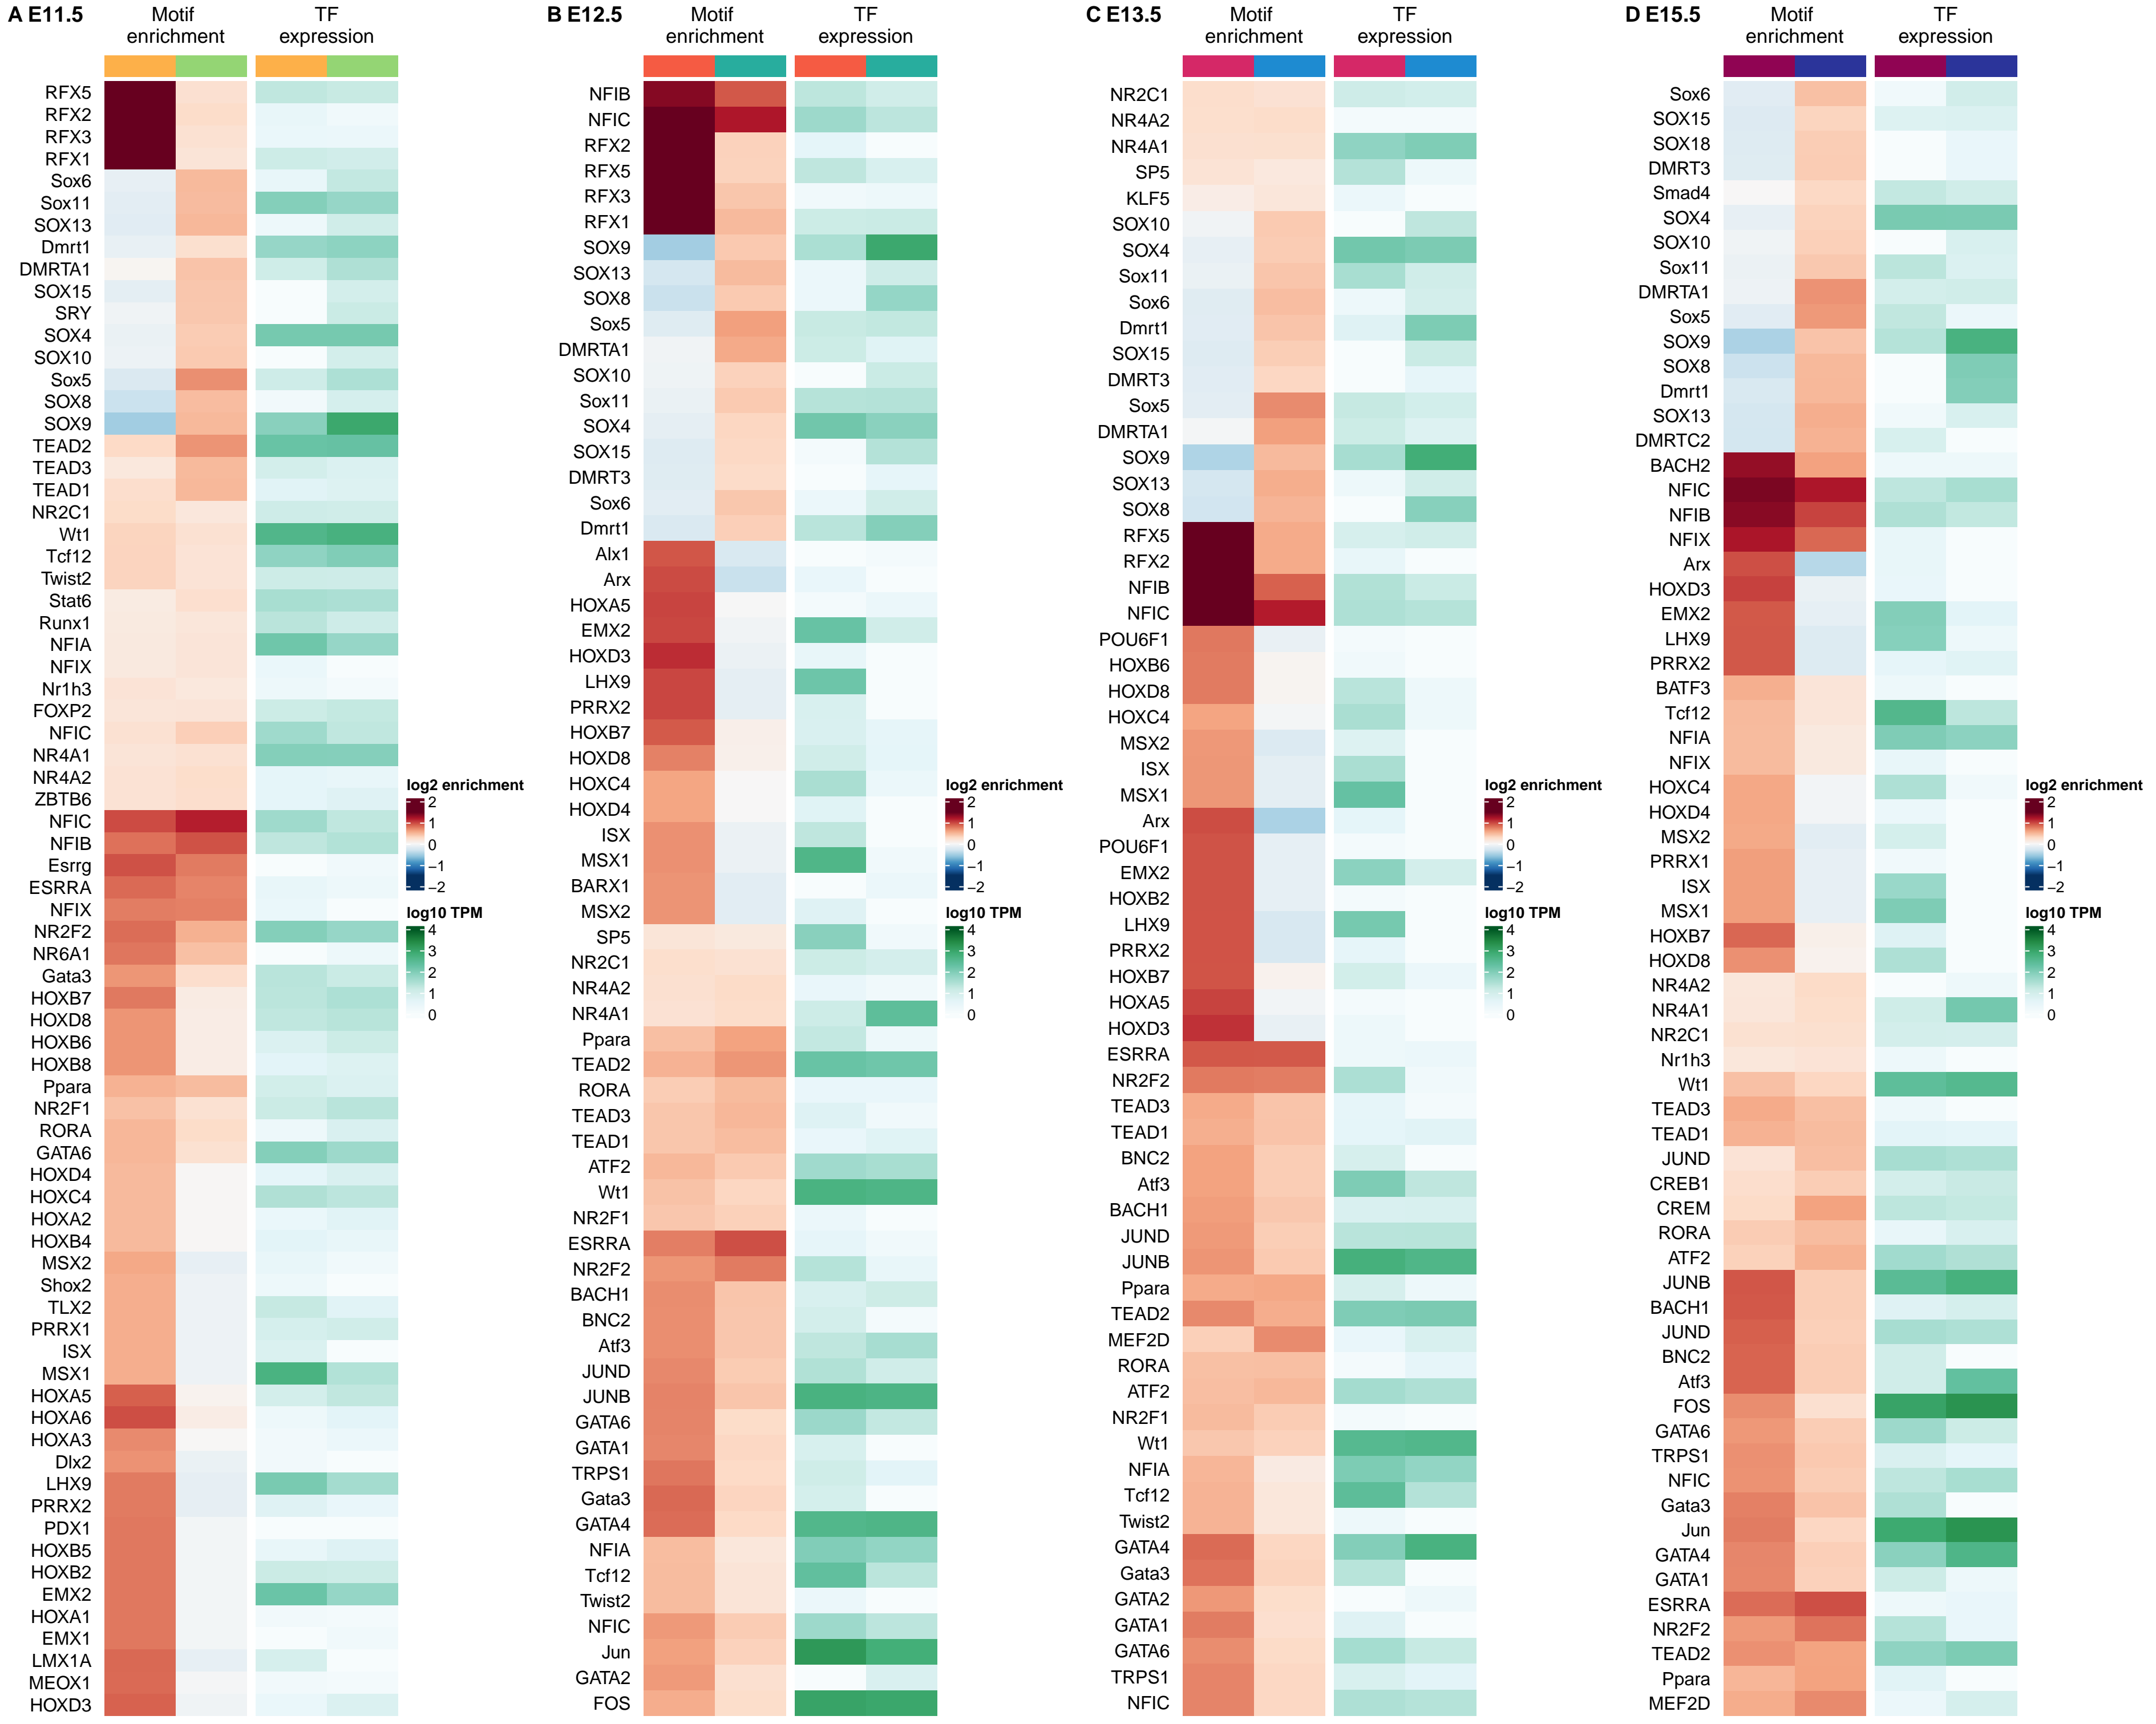 A E11.5
Motif
enrichment
TF
expression
RFX5
RFX2
RFX3
RFX1
Sox6
Sox11
SOX13
Dmrt1
DMRTA1
SOX15
SRY
SOX4
SOX10
Sox5
SOX8
SOX9
TEAD2
TEAD3
TEAD1
NR2C1
Wt1
Tcf12
Twist2
Stat6
Runx1
NFIA
NFIX
Nr1h3
FOXP2
NFIC
NR4A1
NR4A2
ZBTB6
NFIC
NFIB
Esrrg
ESRRA
NFIX
NR2F2
NR6A1
Gata3
HOXB7
HOXD8
HOXB6
HOXB8
Ppara
NR2F1
RORA
GATA6
HOXD4
HOXC4
HOXA2
HOXB4
MSX2
Shox2
TLX2
PRRX1
ISX
MSX1
HOXA5
HOXA6
HOXA3
Dlx2
LHX9
PRRX2
PDX1
HOXB5
HOXB2
EMX2
HOXA1
EMX1
LMX1A
MEOX1
HOXD3
log2 enrichment
2
1
0
−1
−2
log10 TPM
4
3
2
1
0
B E12.5
Motif
enrichment
TF
expression
NFIB
NFIC
RFX2
RFX5
RFX3
RFX1
SOX9
SOX13
SOX8
Sox5
DMRTA1
SOX10
Sox11
SOX4
SOX15
DMRT3
Sox6
Dmrt1
Alx1
Arx
HOXA5
EMX2
HOXD3
LHX9
PRRX2
HOXB7
HOXD8
HOXC4
HOXD4
ISX
MSX1
BARX1
MSX2
SP5
NR2C1
NR4A2
NR4A1
Ppara
TEAD2
RORA
TEAD3
TEAD1
ATF2
Wt1
NR2F1
ESRRA
NR2F2
BACH1
BNC2
Atf3
JUND
JUNB
GATA6
GATA1
TRPS1
Gata3
GATA4
NFIA
Tcf12
Twist2
NFIC
Jun
GATA2
FOS
log2 enrichment
2
1
0
−1
−2
log10 TPM
4
3
2
1
0
C E13.5
Motif
enrichment
TF
expression
NR2C1
NR4A2
NR4A1
SP5
KLF5
SOX10
SOX4
Sox11
Sox6
Dmrt1
SOX15
DMRT3
Sox5
DMRTA1
SOX9
SOX13
SOX8
RFX5
RFX2
NFIB
NFIC
POU6F1
HOXB6
HOXD8
HOXC4
MSX2
ISX
MSX1
Arx
POU6F1
EMX2
HOXB2
LHX9
PRRX2
HOXB7
HOXA5
HOXD3
ESRRA
NR2F2
TEAD3
TEAD1
BNC2
Atf3
BACH1
JUND
JUNB
Ppara
TEAD2
MEF2D
RORA
ATF2
NR2F1
Wt1
NFIA
Tcf12
Twist2
GATA4
Gata3
GATA2
GATA1
GATA6
TRPS1
NFIC
log2 enrichment
2
1
0
−1
−2
log10 TPM
4
3
2
1
0
D E15.5
Motif
enrichment
TF
expression
Sox6
SOX15
SOX18
DMRT3
Smad4
SOX4
SOX10
Sox11
DMRTA1
Sox5
SOX9
SOX8
Dmrt1
SOX13
DMRTC2
BACH2
NFIC
NFIB
NFIX
Arx
HOXD3
EMX2
LHX9
PRRX2
BATF3
Tcf12
NFIA
NFIX
HOXC4
HOXD4
MSX2
PRRX1
ISX
MSX1
HOXB7
HOXD8
NR4A2
NR4A1
NR2C1
Nr1h3
Wt1
TEAD3
TEAD1
JUND
CREB1
CREM
RORA
ATF2
JUNB
BACH1
JUND
BNC2
Atf3
FOS
GATA6
TRPS1
NFIC
Gata3
Jun
GATA4
GATA1
ESRRA
NR2F2
TEAD2
Ppara
MEF2D
log2 enrichment
2
1
0
−1
−2
log10 TPM
4
3
2
1
0